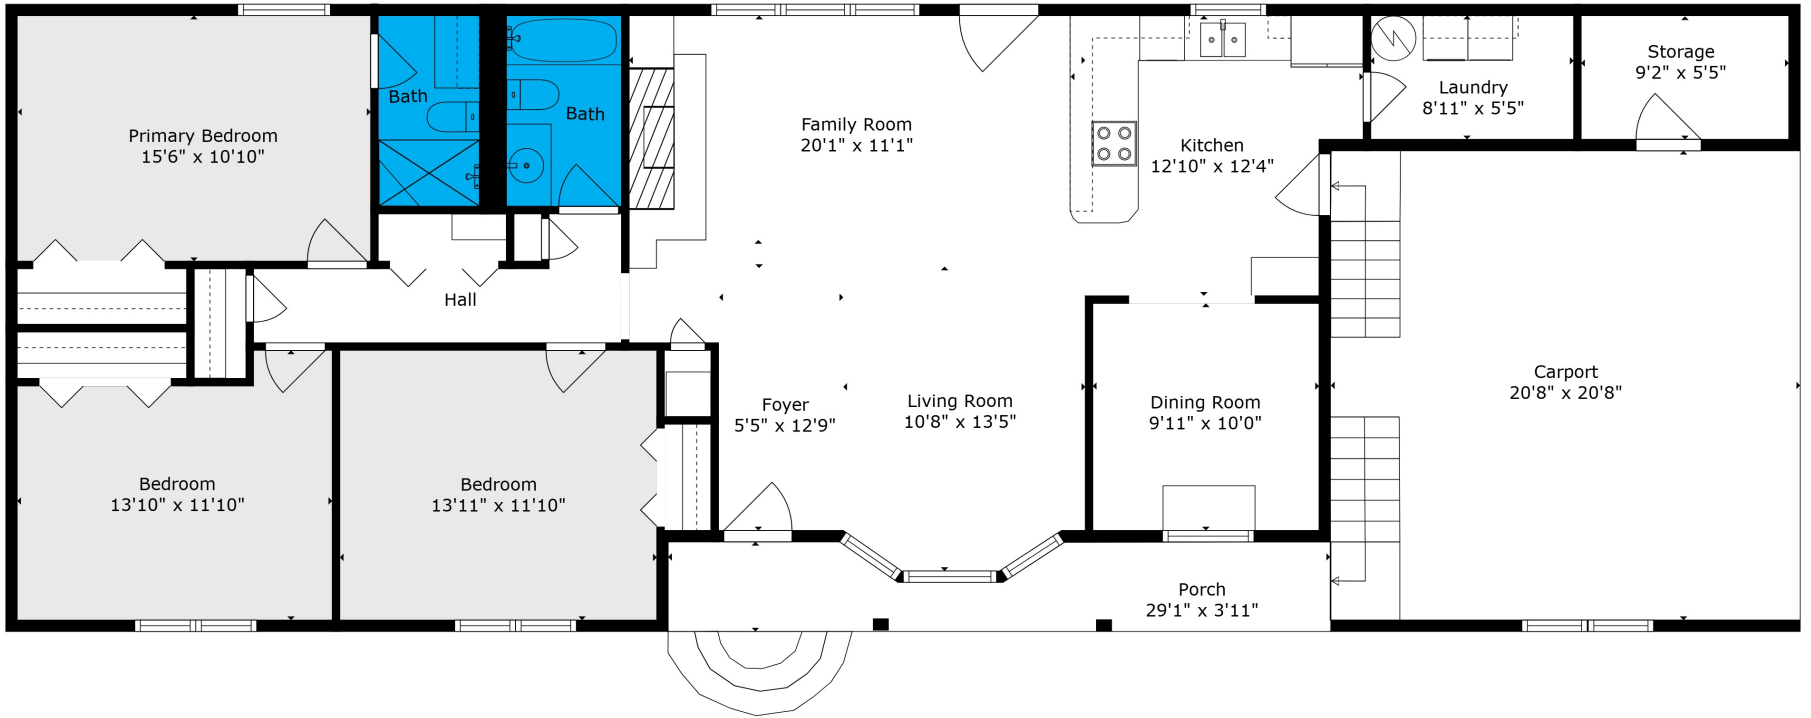 Primary Bedroom
15'6" x 10'10"
Bath
Bath
Family Room
20'1" x 11'1"
Kitchen
12'10" x 12'4"
Laundry
8'11" x 5'5"
Storage
9'2" x 5'5"
Hall
Bedroom
13'10" x 11'10"
Bedroom
13'11" x 11'10"
Foyer
5'5" x 12'9"
Living Room
10'8" x 13'5"
Dining Room
9'11" x 10'0"
Carport
20'8" x 20'8"
Porch
29'1" x 3'11"